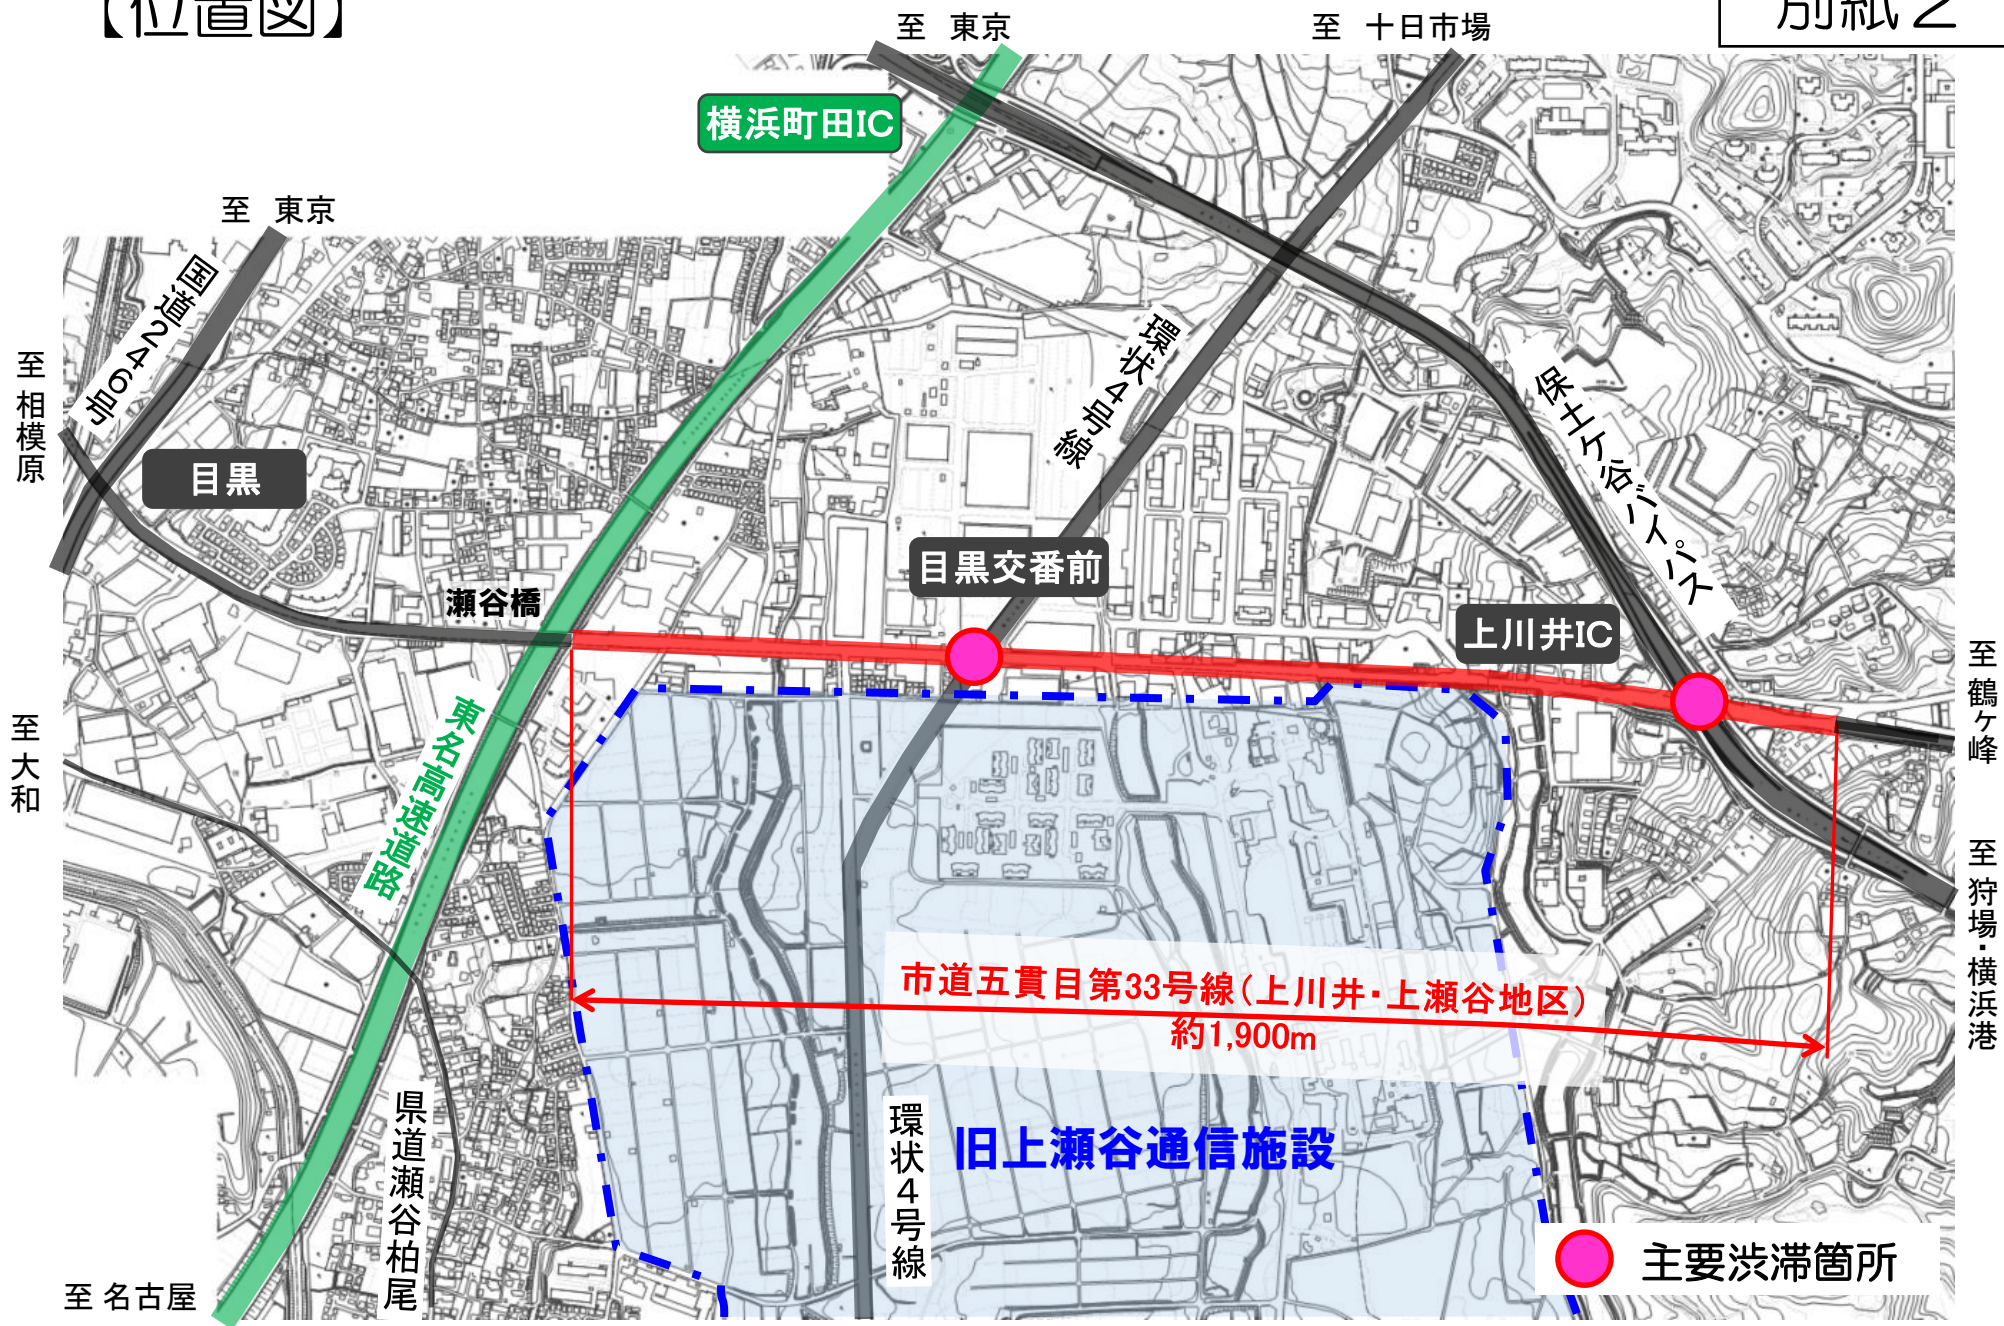 【位置図】
別紙2
至 東京
至 十日市場
横浜町田IC
至 東京
国道246号
環状4号線
至 相模原
保土ケ谷バイパス
目黒
目黒交番前
瀬谷橋
上川井IC
至 鶴ヶ峰
至 大和
東名高速道路
至 狩場・横浜港
市道五貫目第33号線(上川井・上瀬谷地区)
約1,900m
県道瀬谷柏尾
環状4号線
旧上瀬谷通信施設
主要渋滞箇所
至 名古屋